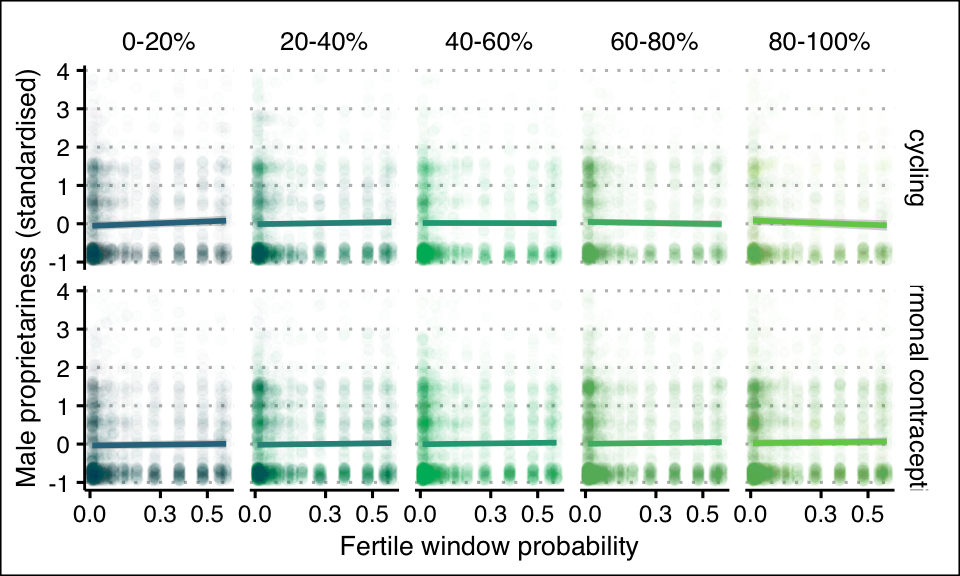 0-20% 20-40% 40-60% 60-80% 80-100%
Male proprietariness (standardised)
4
3
2
1
0
-1
cycling
4
3
2
1
0
-1
rmonal contracepti
0.0 0.3 0.5 0.0 0.3 0.5 0.0 0.3 0.5 0.0 0.3 0.5 0.0 0.3 0.5
Fertile window probability